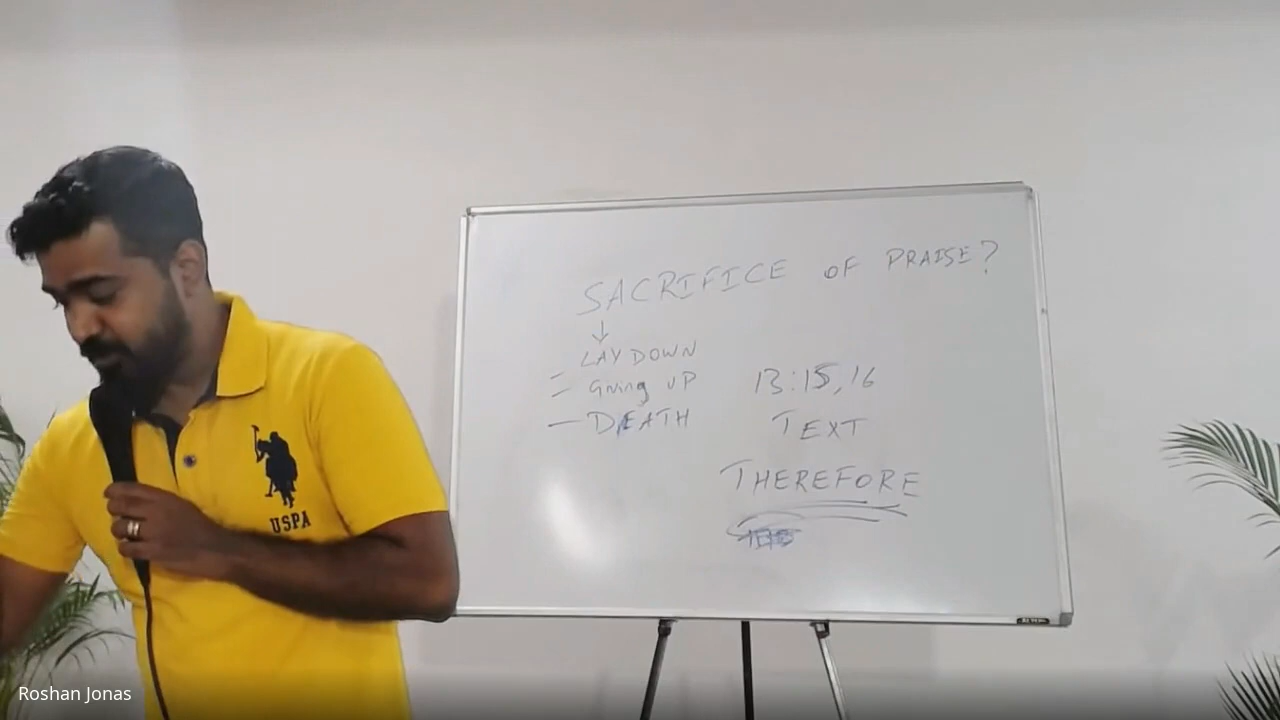 SACRIFICE OF PRAISE?
↓
LAY DOWN
= Giving UP
— DEATH
13:15,16
TEXT
THEREFORE
USPA
Roshan Jonas